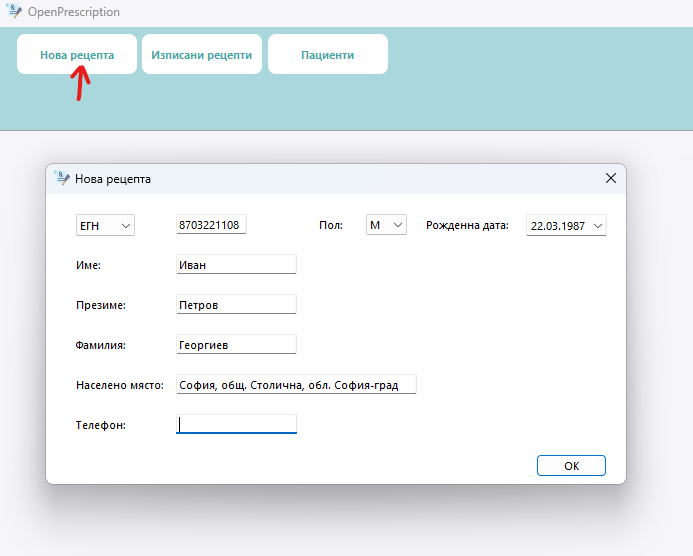 OpenPrescription
Нова рецепта Изписани рецепти Пациенти
Нова рецепта
ЕГН 8703221108 Пол: М Рожденна дата: 22.03.1987
Име: Иван
Презиме: Петров
Фамилия: Георгиев
Населено място: София, общ. Столична, обл. София-град
Телефон:
OK